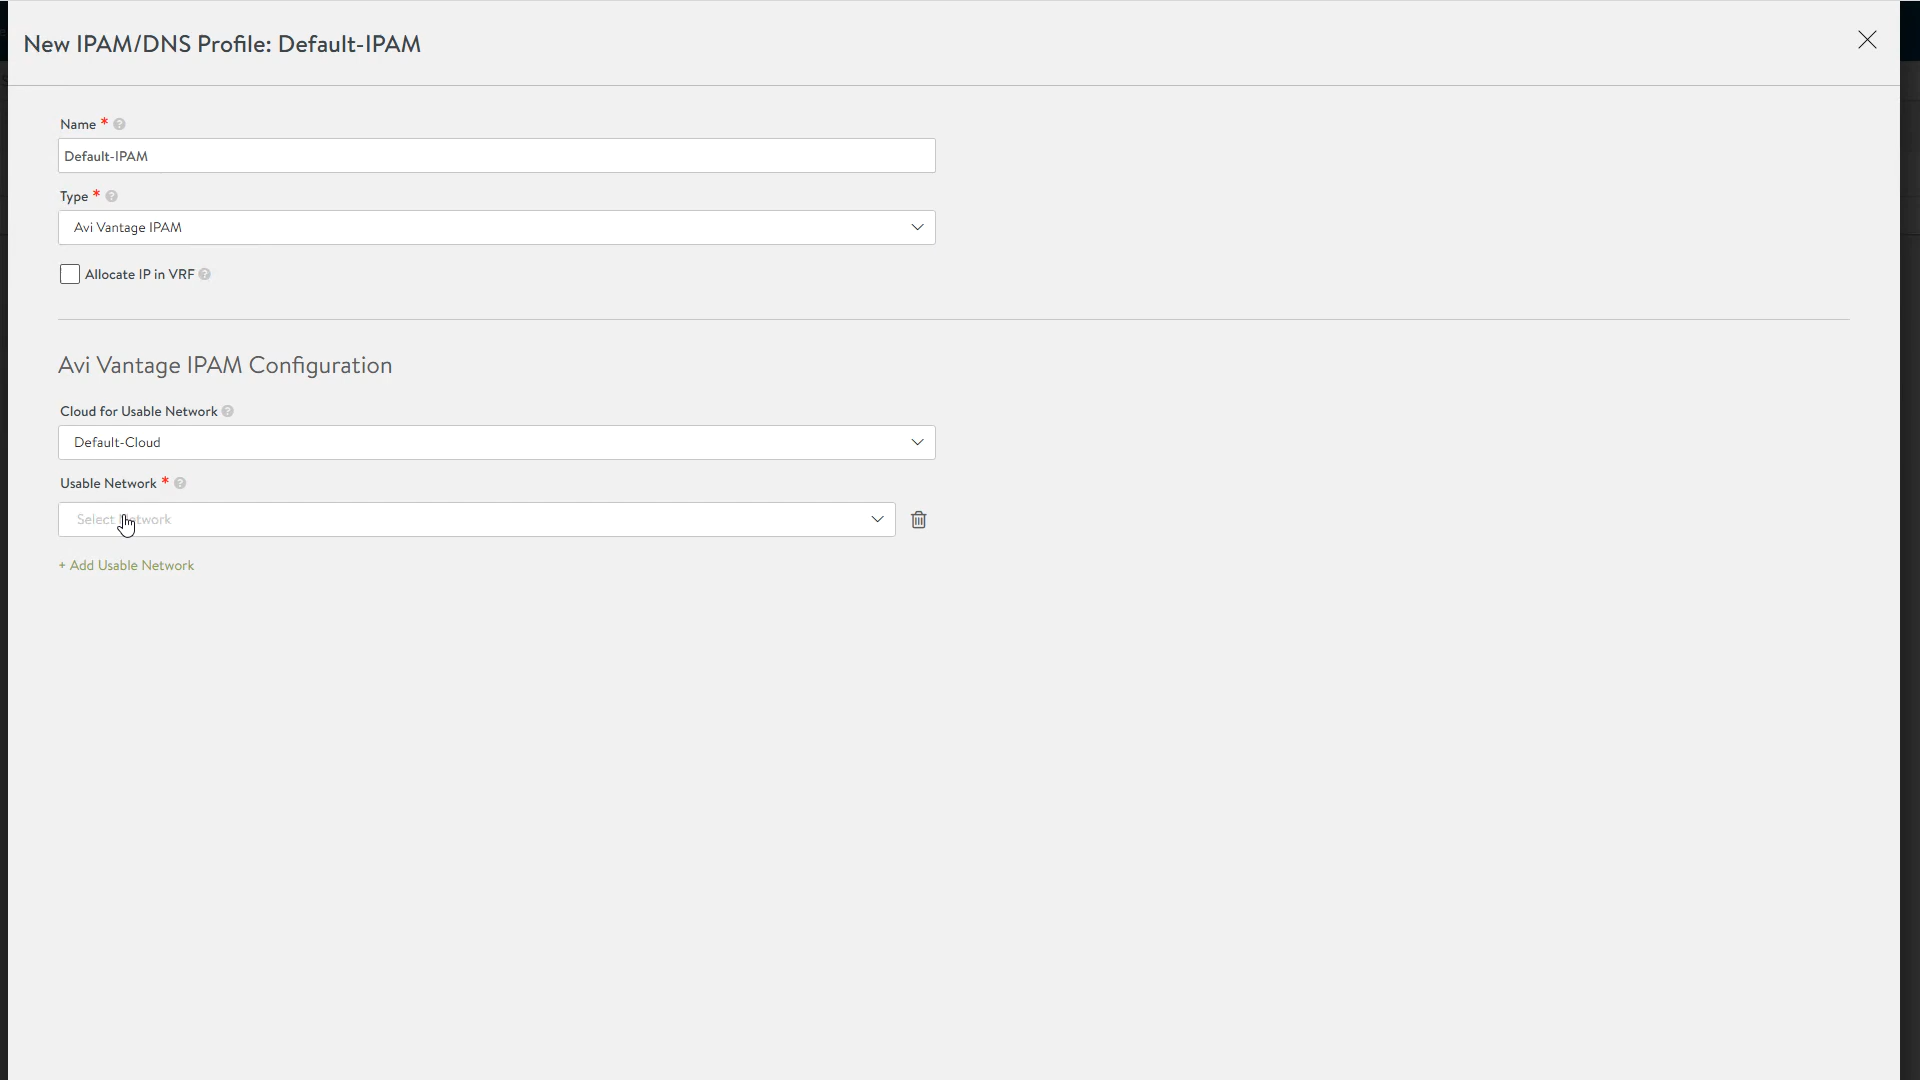 New IPAM/DNS Profile: Default-IPAM
Name *
Default-IPAM
Type *
Avi Vantage IPAM
Allocate IP in VRF
Avi Vantage IPAM Configuration
Cloud for Usable Network
Default-Cloud
Usable Network *
Select Network
+ Add Usable Network